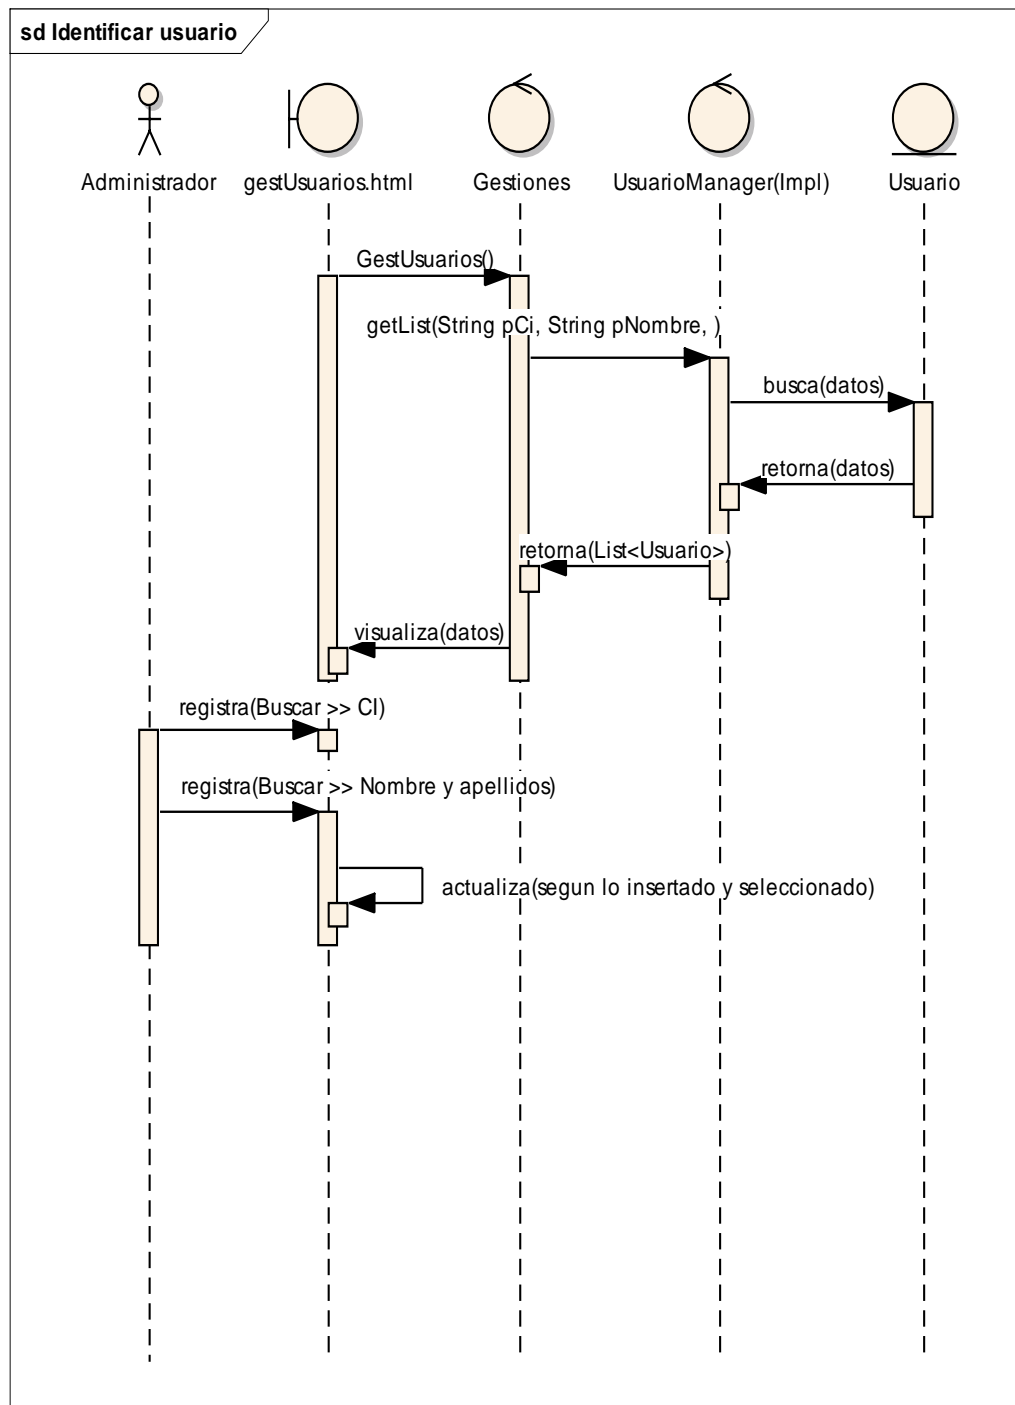 sd Identificar usuario
Administrador
gestUsuarios.html
Gestiones
UsuarioManager(Impl)
Usuario
GestUsuarios()
getList(String pCi, String pNombre, )
busca(datos)
retorna(datos)
retorna(List<Usuario>)
visualiza(datos)
registra(Buscar >> CI)
registra(Buscar >> Nombre y apellidos)
actualiza(segun lo insertado y seleccionado)